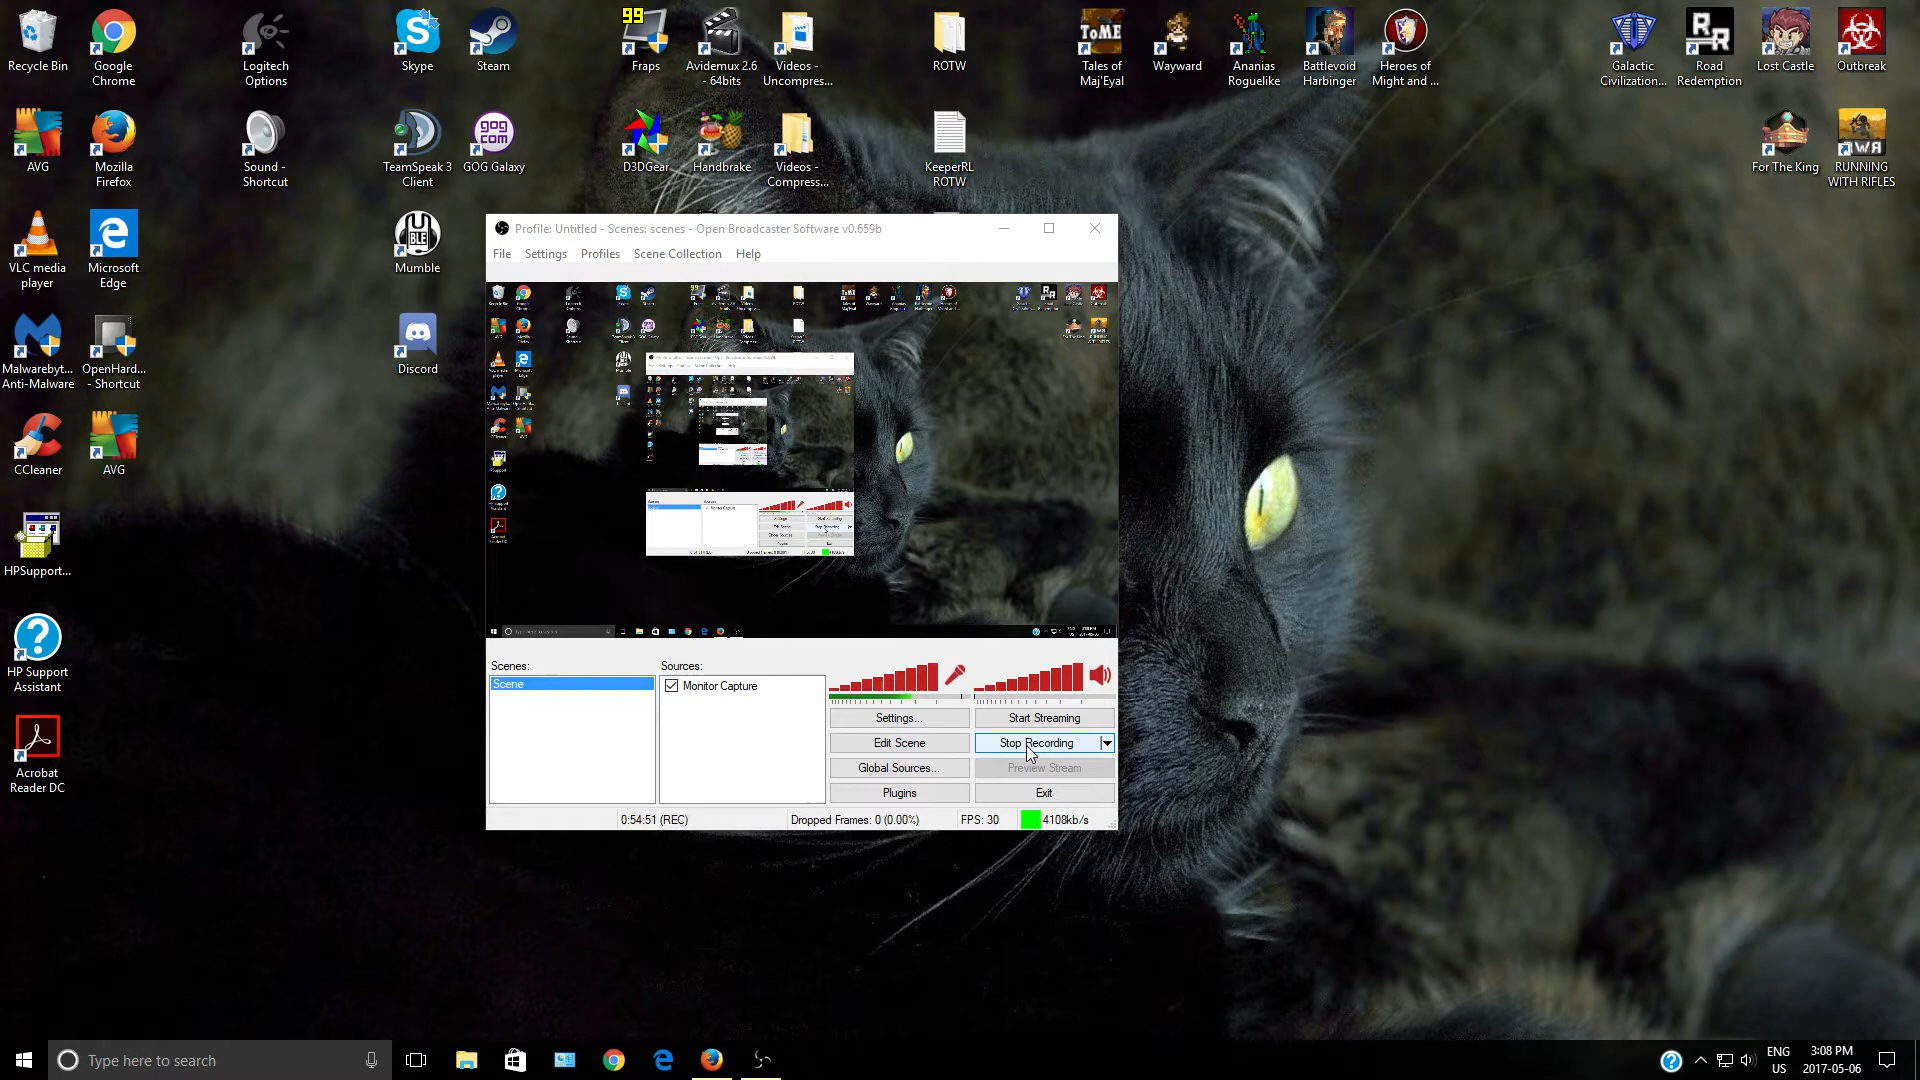 Recycle Bin
Google
Chrome
Logitech
Options
Skype
Steam
99
Fraps
Avidemux 2.6
- 64bits
Videos -
Uncompres...
ROTW
ToME
Tales of
Maj'Eyal
Wayward
Ananias
Roguelike
Battlevoid
Harbinger
Heroes of
Might and ...
Galactic
Civilization...
RR
Road
Redemption
Lost Castle
Outbreak
AVG
Mozilla
Firefox
Sound -
Shortcut
TeamSpeak 3
Client
gog
com
GOG Galaxy
D3DGear
Handbrake
Videos -
Compress...
KeeperRL
ROTW
For The King
RUNNING
WITH RIFLES
VLC media
player
Microsoft
Edge
Mumble
Malwarebyt...
Anti-Malware
OpenHard...
- Shortcut
Discord
CCleaner
AVG
HPSupport...
HP Support
Assistant
Acrobat
Reader DC
Profile: Untitled - Scenes: scenes - Open Broadcaster Software v0.659b
File Settings Profiles Scene Collection Help
Scenes:
Scene
Sources:
Monitor Capture
Settings...
Start Streaming
Edit Scene
Stop Recording
Global Sources...
Preview Stream
Plugins
Exit
0:54:51 (REC)
Dropped Frames: 0 (0.00%)
FPS: 30
4108kb/s
Type here to search
ENG
US
3:08 PM
2017-05-06